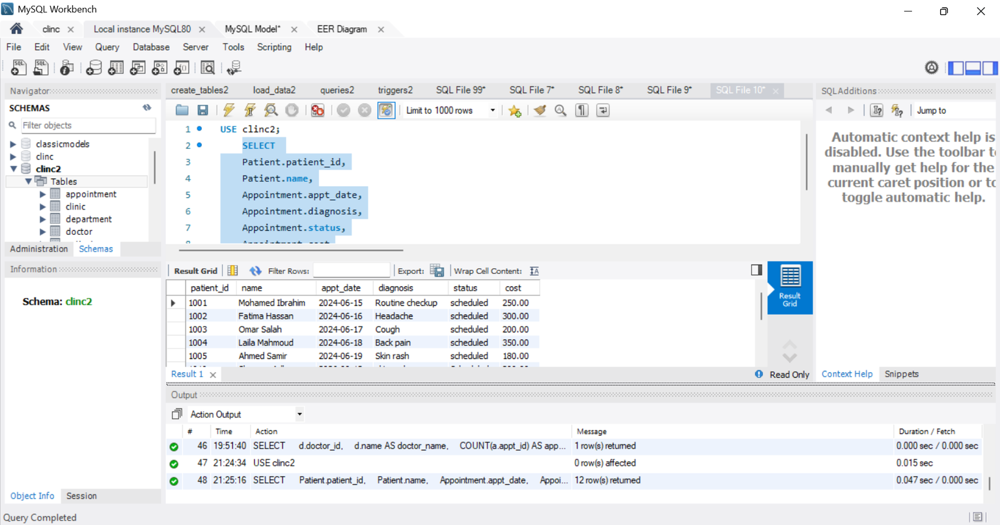 MySQL Workbench
clinc
Local instance MySQL80
MySQL Model*
EER Diagram
File Edit View Query Database Server Tools Scripting Help
Navigator
SCHEMAS
Filter objects
classicmodels
clinc
clinc2
Tables
appointment
clinic
department
doctor
Administration Schemas
Information
Schema: clinc2
Object Info Session
create_tables2 load_data2 queries2 triggers2 SQL File 99* SQL File 7* SQL File 8* SQL File 9* SQL File 10*
Limit to 1000 rows
1 USE clinc2;
2 SELECT
3 Patient.patient_id,
4 Patient.name,
5 Appointment.appt_date,
6 Appointment.diagnosis,
7 Appointment.status,
8 Appointment.cost
Result Grid Filter Rows: Export: Wrap Cell Content:
patient_id name appt_date diagnosis status cost
1001 Mohamed Ibrahim 2024-06-15 Routine checkup scheduled 250.00
1002 Fatima Hassan 2024-06-16 Headache scheduled 300.00
1003 Omar Salah 2024-06-17 Cough scheduled 200.00
1004 Laila Mahmoud 2024-06-18 Back pain scheduled 350.00
1005 Ahmed Samir 2024-06-19 Skin rash scheduled 180.00
Result Grid
Result 1
Read Only
SQLAdditions
Jump to
Automatic context help is
disabled. Use the toolbar to
manually get help for the
current caret position or to
toggle automatic help.
Context Help Snippets
Output
Action Output
# Time Action Message Duration / Fetch
46 19:51:40 SELECT d.doctor_id, d.name AS doctor_name, COUNT(a.appt_id) AS app... 1 row(s) returned 0.000 sec / 0.000 sec
47 21:24:34 USE clinc2 0 row(s) affected 0.015 sec
48 21:25:16 SELECT Patient.patient_id, Patient.name, Appointment.appt_date, Appoi... 12 row(s) returned 0.047 sec / 0.000 sec
Query Completed